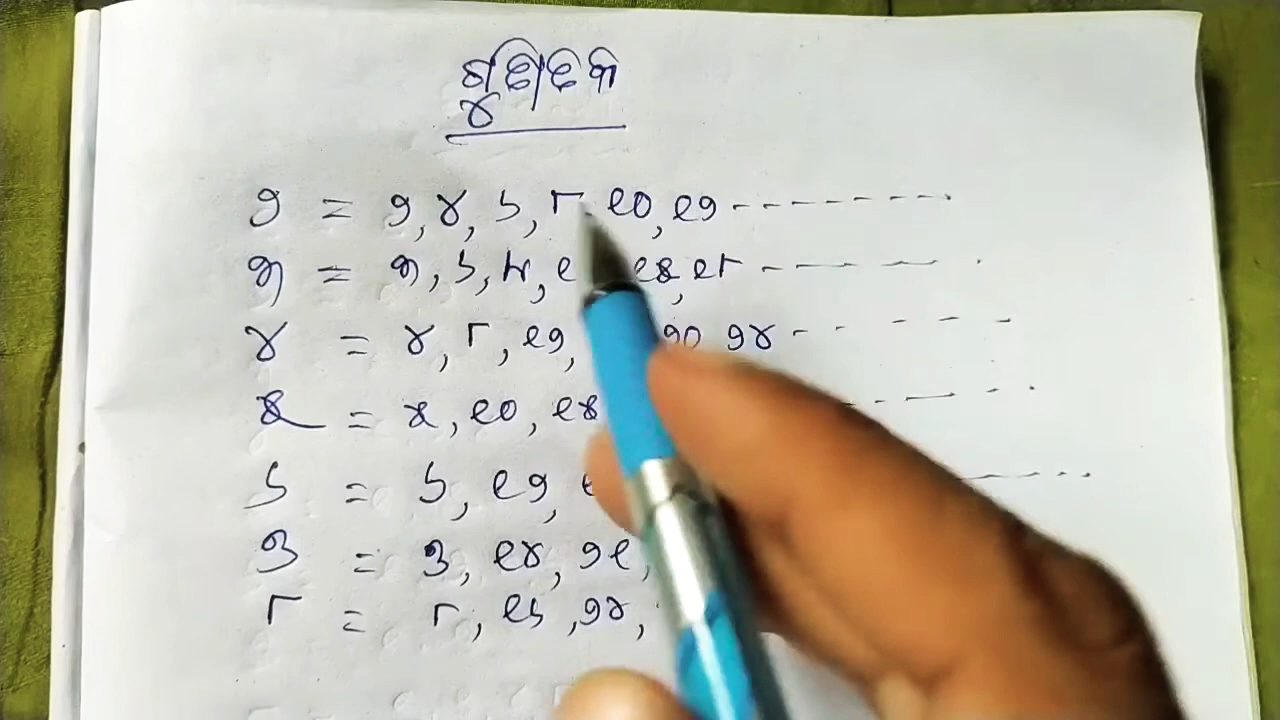 ଗୁଣିତକ
୨ = ୨, ୪, ୬, ୮ ୧୦, ୧୨ --------
୩ = ୩, ୬, ୯, ୧୫, ୧୮ -----
୪ = ୪, ୮, ୧୨, ୨୦ ୨୪ -----
୫ = ୫, ୧୦, ୧୫ ---
୬ = ୬, ୧୨, ---
୭ = ୭, ୧୪, ୨୧,
୮ = ୮, ୧୬, ୨୪,